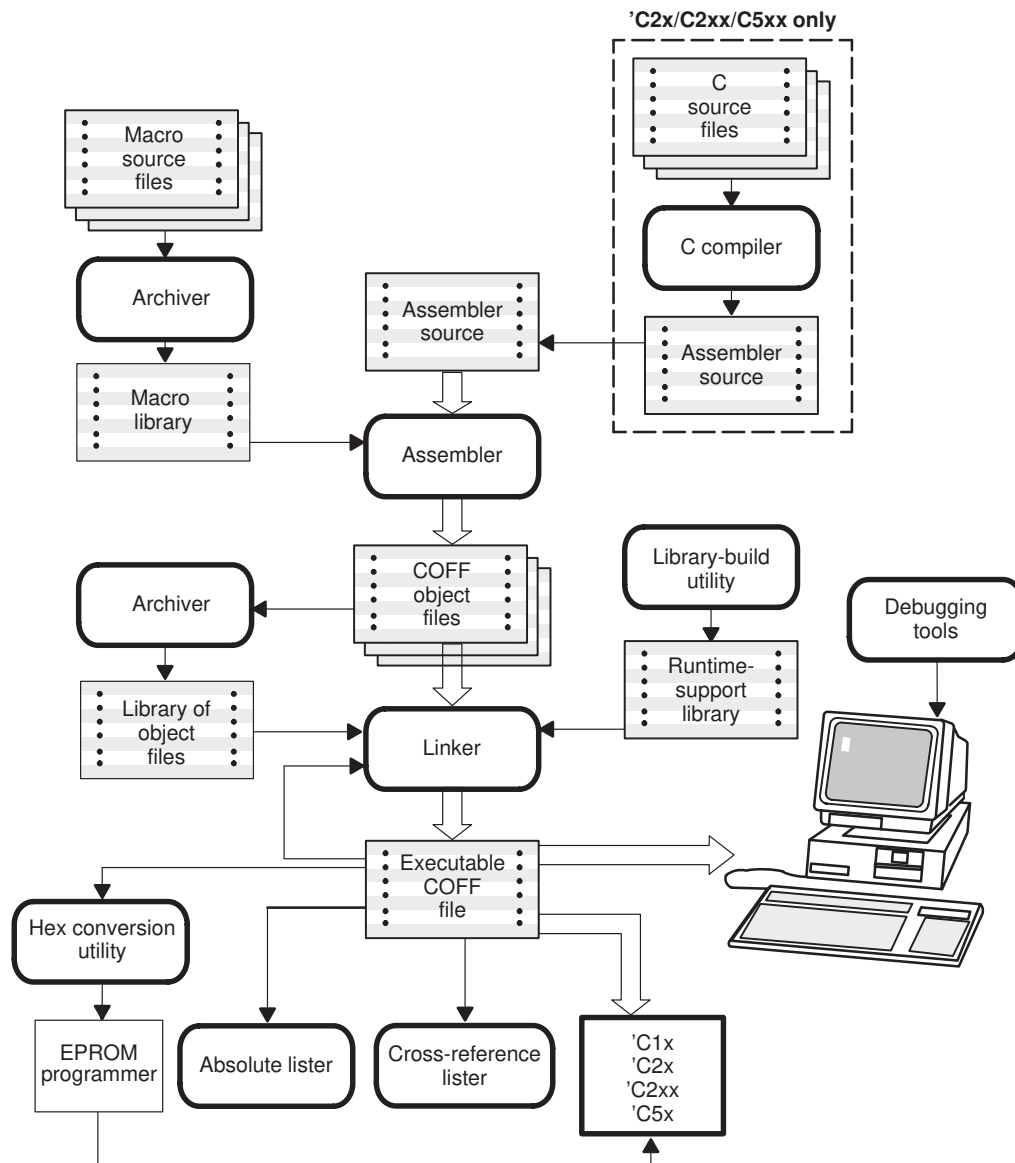 'C2x/C2xx/C5xx only
C
source
files
Macro
source
files
C compiler
Archiver
Assembler
source
Assembler
source
Macro
library
Assembler
COFF
object
files
Library-build
utility
Archiver
Debugging
tools
Runtime-
support
library
Library of
object
files
Linker
Executable
COFF
file
Hex conversion
utility
EPROM
programmer
Absolute lister
Cross-reference
lister
'C1x
'C2x
'C2xx
'C5x